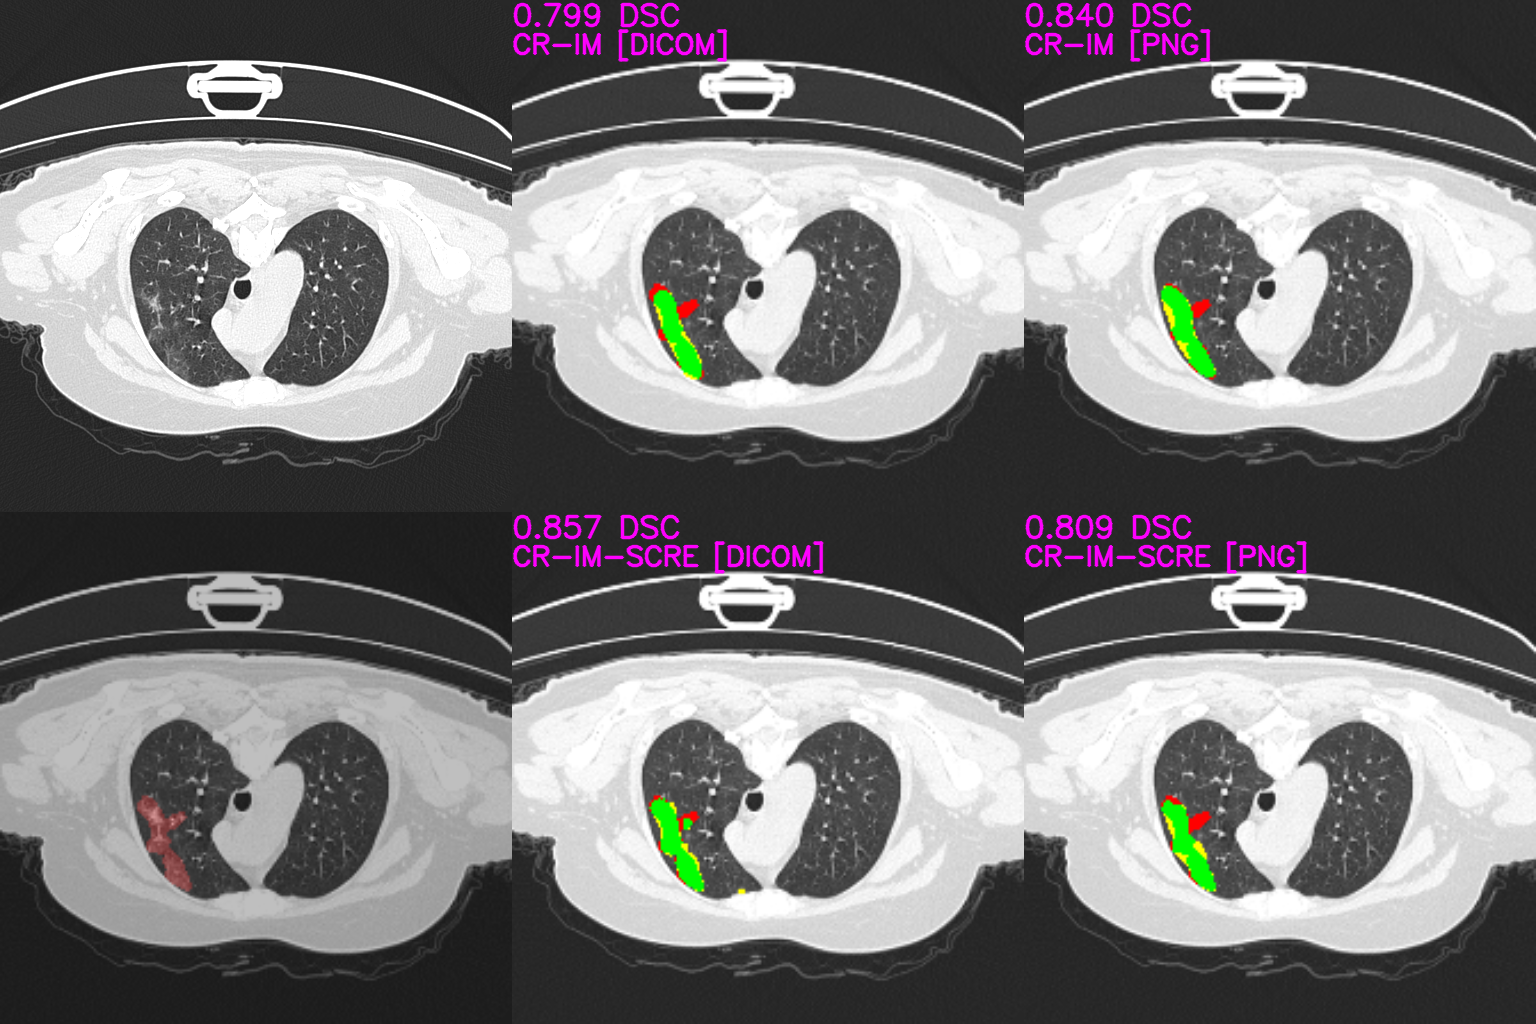 0.799 DSC
CR-IM [DICOM]
0.840 DSC
CR-IM [PNG]
0.857 DSC
CR-IM-SCRE [DICOM]
0.809 DSC
CR-IM-SCRE [PNG]